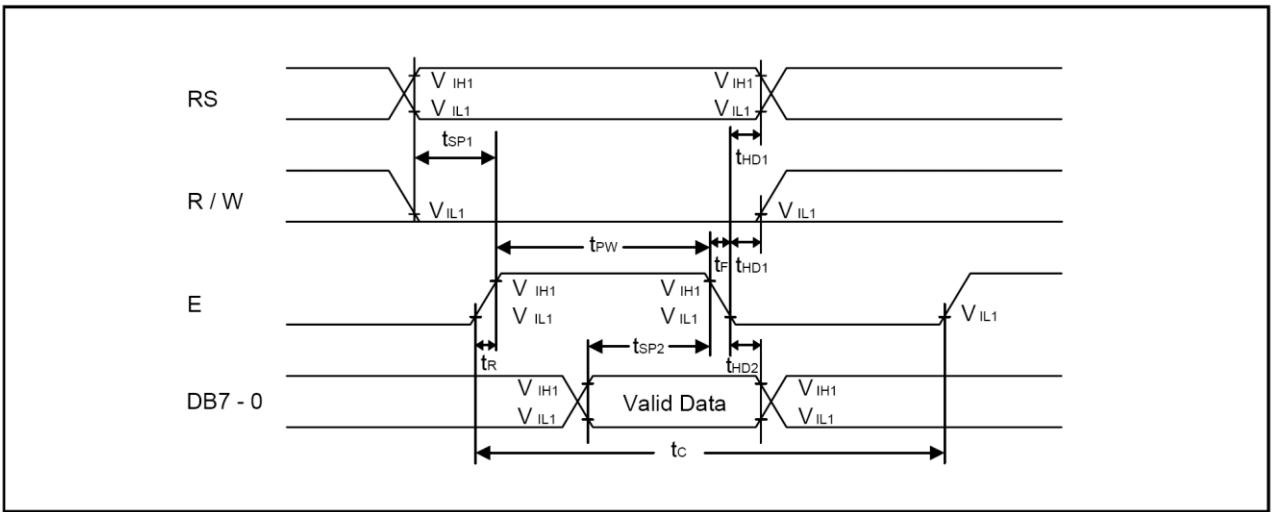 RS
V IH1
V IH1
V IL1
V IL1
tSP1
tHD1
R / W
V IL1
V IL1
tPW
tF
tHD1
E
V IH1
V IH1
V IL1
V IL1
V IL1
tR
tSP2
tHD2
DB7 - 0
V IH1
V IL1
Valid Data
V IH1
V IL1
tC